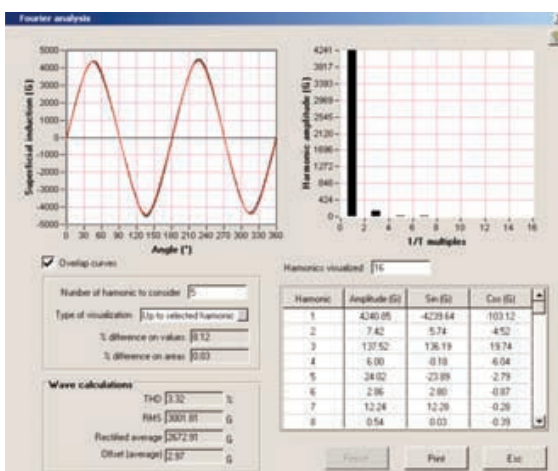 Fourier analysis
5000
4000
3000
2000
1000
0
-1000
-2000
-3000
-4000
-5000
Superficial induction (G)
0 30 60 90 120 150 180 210 240 270 300 330 360
Angle (°)
4241
3817
3393
2969
2545
2120
1696
1272
848
424
0
Harmonic amplitude (G)
0 2 4 6 8 10 12 14 16
1/T multiples
Overlap curves
Harmonics visualized 16
Number of harmonic to consider 5
Type of visualization Up to selected harmonic
% difference on values 8.12
% difference on areas 0.03
Wave calculations
THD 3.32 %
RMS 3001.81 G
Rectified average 2672.91 G
Offset (average) 2.97 G
Harmonic Amplitude (G) Sin (G) Cos (G)
1 4240.85 -4239.64 -103.12
2 7.42 5.74 -4.52
3 137.52 136.19 19.74
4 6.00 -0.18 6.04
5 24.02 -23.89 -2.79
6 2.86 2.80 -0.87
7 12.24 12.28 -0.26
8 0.54 0.03 -0.39
Print Esc